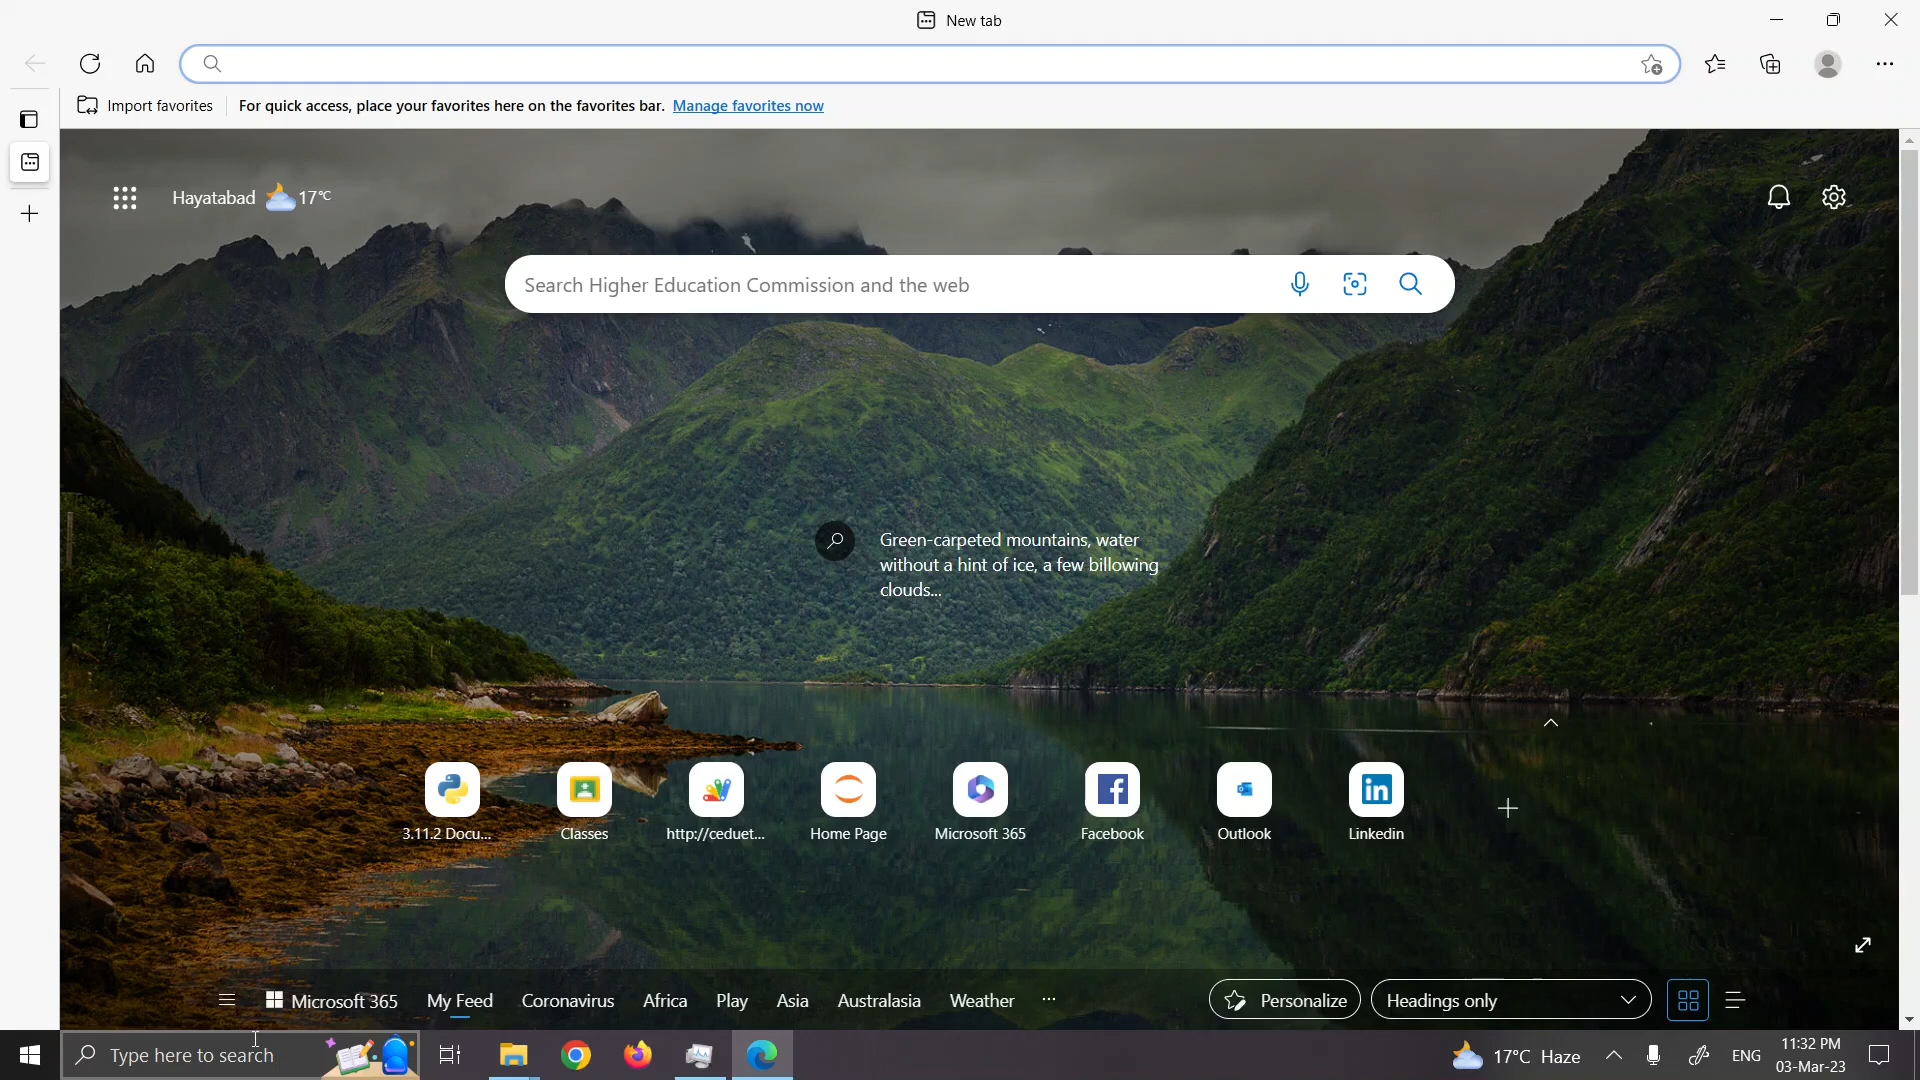 New tab
Import favorites For quick access, place your favorites here on the favorites bar. Manage favorites now
Hayatabad 17°C
Search Higher Education Commission and the web
Green-carpeted mountains, water
without a hint of ice, a few billowing
clouds...
3.11.2 Docu... Classes http://ceduet... Home Page Microsoft 365 Facebook Outlook Linkedin
Microsoft 365 My Feed Coronavirus Africa Play Asia Australasia Weather ... Personalize Headings only
Type here to search 17°C Haze ENG 11:32 PM
03-Mar-23